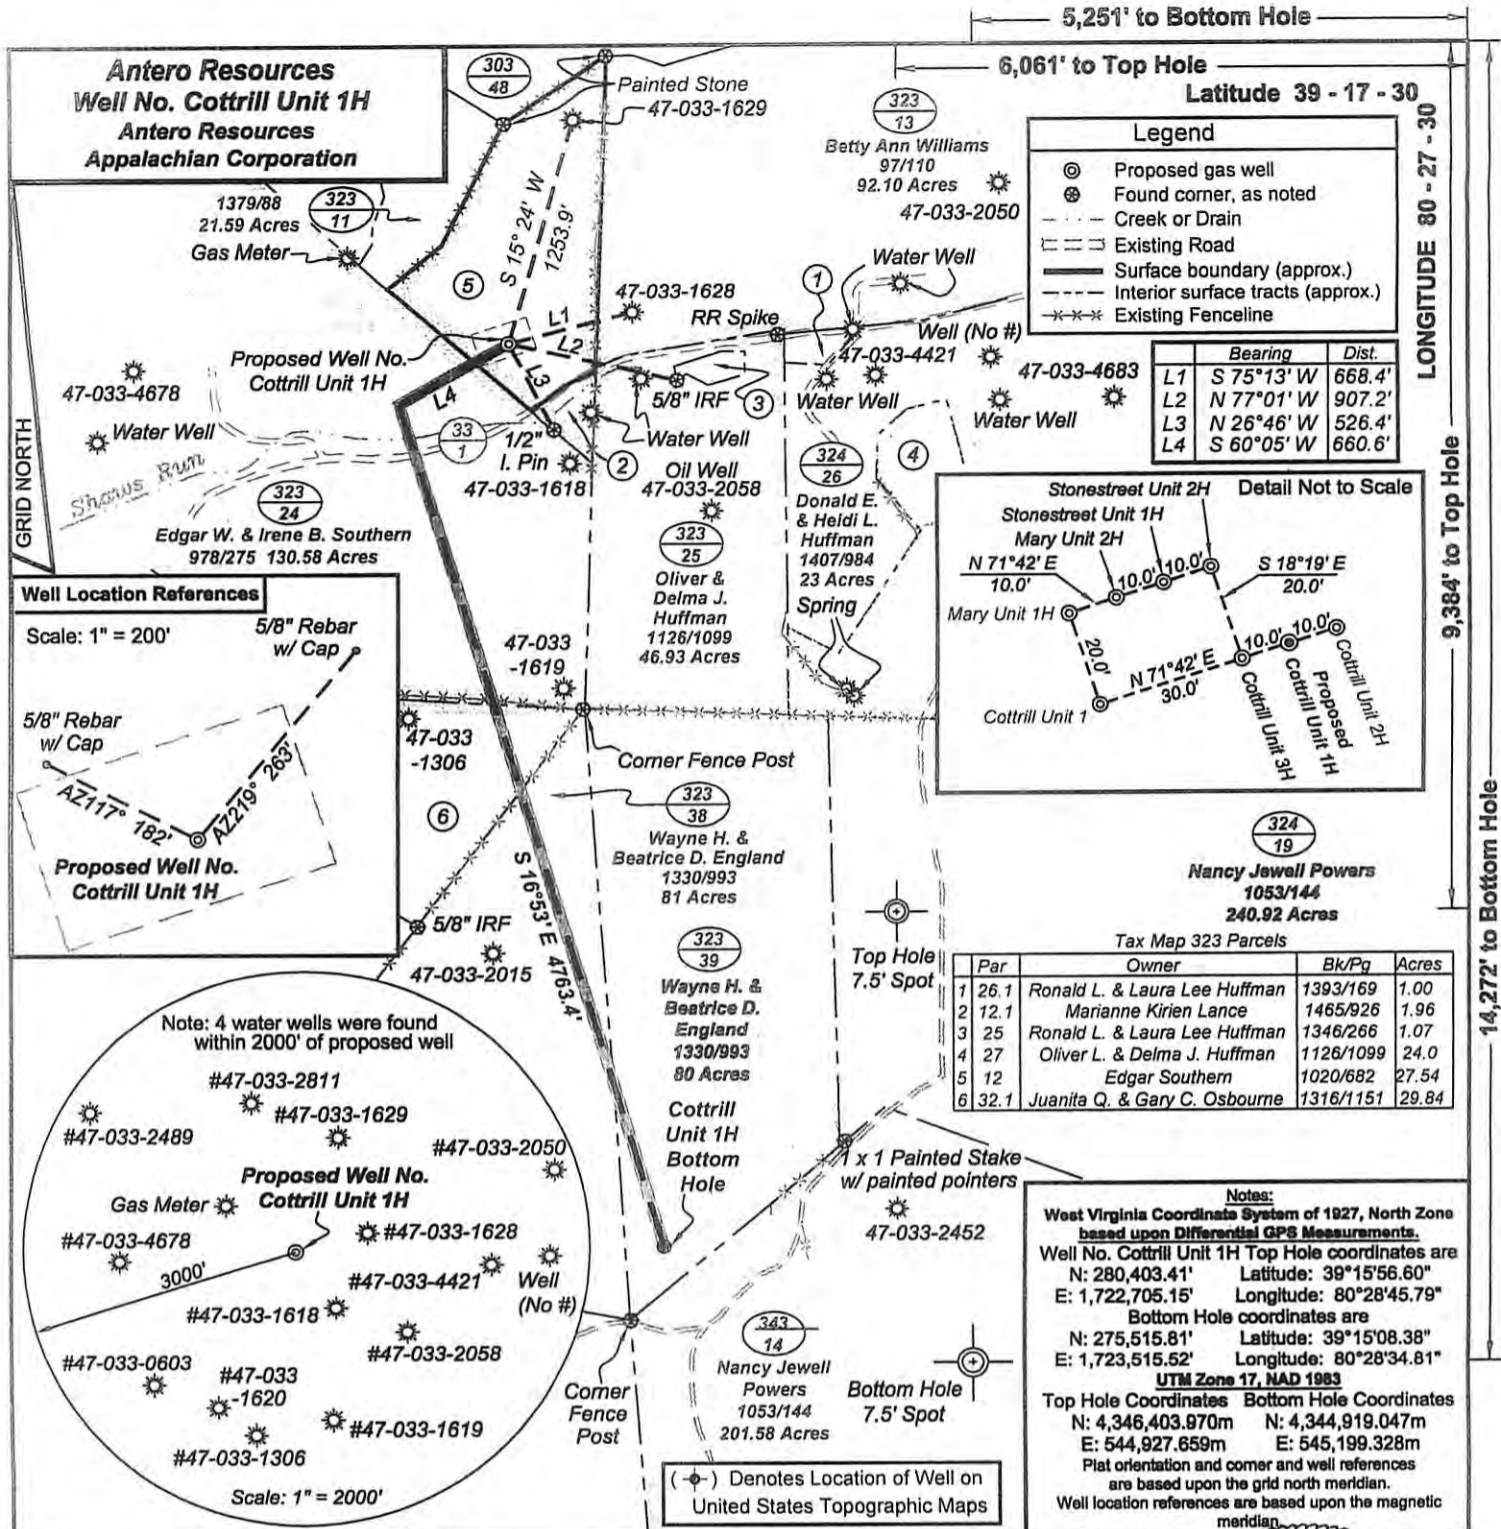 5,251' to Bottom Hole
6,061' to Top Hole
Latitude 39 - 17 - 30
LONGITUDE 80 - 27 - 30
9,384' to Top Hole
14,272' to Bottom Hole
Antero Resources
Well No. Cottrill Unit 1H
Antero Resources
Appalachian Corporation
GRID NORTH
303
48
Painted Stone
47-033-1629
323
13
Betty Ann Williams
97/110
92.10 Acres
47-033-2050
Legend
Proposed gas well
Found corner, as noted
Creek or Drain
Existing Road
Surface boundary (approx.)
Interior surface tracts (approx.)
Existing Fenceline
1379/88
21.59 Acres
323
11
Gas Meter
S 15° 24' W
1253.9'
5
47-033-1628
L1
L2
L3
L4
RR Spike
1
Water Well
Well (No #)
47-033-4421
47-033-4683
Water Well
Water Well
Bearing Dist.
L1 S 75°13' W 668.4'
L2 N 77°01' W 907.2'
L3 N 26°46' W 526.4'
L4 S 60°05' W 660.6'
Proposed Well No.
Cottrill Unit 1H
47-033-4678
Water Well
Sharws Run
33
1
1/2"
I. Pin
47-033-1618
5/8" IRF
3
Water Well
2
Oil Well
47-033-2058
324
26
4
Donald E.
& Heidi L.
Huffman
1407/984
23 Acres
Spring
323
24
Edgar W. & Irene B. Southern
978/275 130.58 Acres
323
25
Oliver &
Delma J.
Huffman
1126/1099
46.93 Acres
Detail Not to Scale
Stonestreet Unit 2H
Stonestreet Unit 1H
Mary Unit 2H
N 71°42' E
10.0'
10.0'
10.0'
S 18°19' E
20.0'
Mary Unit 1H
20.0'
N 71°42' E
30.0'
10.0'
10.0'
Cottrill Unit 1
Cottrill Unit 3H
Proposed
Cottrill Unit 1H
Cottrill Unit 2H
Well Location References
Scale: 1" = 200'
5/8" Rebar
w/ Cap
5/8" Rebar
w/ Cap
AZ117° 182'
AZ219° 263'
Proposed Well No.
Cottrill Unit 1H
47-033
-1619
47-033
-1306
Corner Fence Post
6
323
38
Wayne H. &
Beatrice D. England
1330/993
81 Acres
S 16°53' E 4763.4'
5/8" IRF
47-033-2015
323
39
Wayne H. &
Beatrice D.
England
1330/993
80 Acres
Top Hole
7.5' Spot
324
19
Nancy Jewell Powers
1053/144
240.92 Acres
Tax Map 323 Parcels
Par Owner Bk/Pg Acres
1 26.1 Ronald L. & Laura Lee Huffman 1393/169 1.00
2 12.1 Marianne Kirien Lance 1465/926 1.96
3 25 Ronald L. & Laura Lee Huffman 1346/266 1.07
4 27 Oliver L. & Delma J. Huffman 1126/1099 24.0
5 12 Edgar Southern 1020/682 27.54
6 32.1 Juanita Q. & Gary C. Osbourne 1316/1151 29.84
Cottrill
Unit 1H
Bottom
Hole
1 x 1 Painted Stake
w/ painted pointers
47-033-2452
Note: 4 water wells were found
within 2000' of proposed well
#47-033-2811
#47-033-1629
#47-033-2489
#47-033-2050
Proposed Well No.
Cottrill Unit 1H
Gas Meter
#47-033-1628
#47-033-4678
3000'
#47-033-4421
Well
(No #)
#47-033-1618
#47-033-2058
#47-033-0603
#47-033
-1620
#47-033-1619
#47-033-1306
Scale: 1" = 2000'
Corner
Fence
Post
343
14
Nancy Jewell
Powers
1053/144
201.58 Acres
Bottom Hole
7.5' Spot
( ) Denotes Location of Well on
United States Topographic Maps
Notes:
West Virginia Coordinate System of 1927, North Zone
based upon Differential GPS Measurements.
Well No. Cottrill Unit 1H Top Hole coordinates are
N: 280,403.41' Latitude: 39°15'56.60"
E: 1,722,705.15' Longitude: 80°28'45.79"
Bottom Hole coordinates are
N: 275,515.81' Latitude: 39°15'08.38"
E: 1,723,515.52' Longitude: 80°28'34.81"
UTM Zone 17, NAD 1983
Top Hole Coordinates Bottom Hole Coordinates
N: 4,346,403.970m N: 4,344,919.047m
E: 544,927.659m E: 545,199.328m
Plat orientation and corner and well references
are based upon the grid north meridian.
Well location references are based upon the magnetic
meridian.